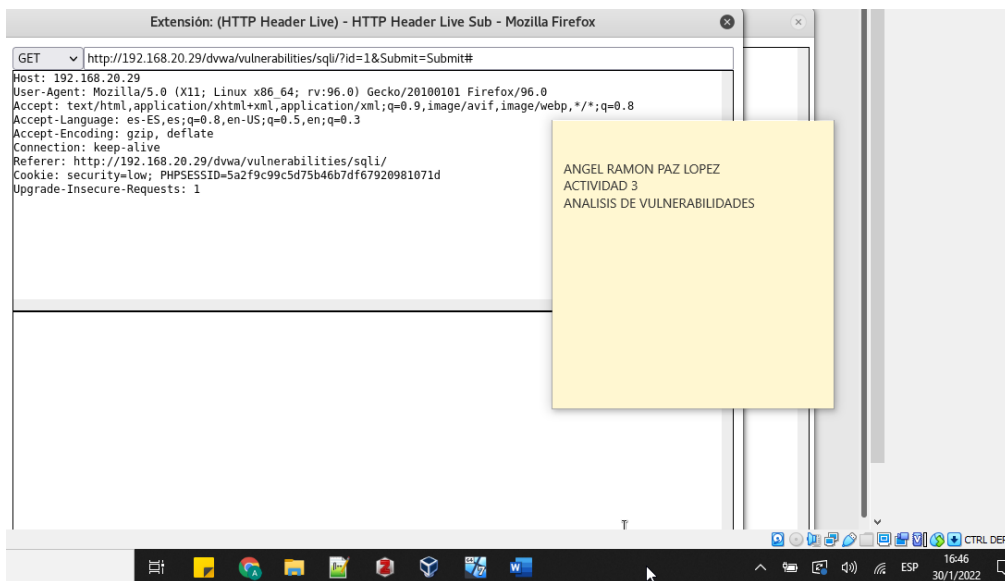 Extensión: (HTTP Header Live) - HTTP Header Live Sub - Mozilla Firefox
GET http://192.168.20.29/dvwa/vulnerabilities/sqli/?id=1&Submit=Submit#
Host: 192.168.20.29
User-Agent: Mozilla/5.0 (X11; Linux x86_64; rv:96.0) Gecko/20100101 Firefox/96.0
Accept: text/html,application/xhtml+xml,application/xml;q=0.9,image/avif,image/webp,*/*;q=0.8
Accept-Language: es-ES,es;q=0.8,en-US;q=0.5,en;q=0.3
Accept-Encoding: gzip, deflate
Connection: keep-alive
Referer: http://192.168.20.29/dvwa/vulnerabilities/sqli/
Cookie: security=low; PHPSESSID=5a2f9c99c5d75b46b7df67920981071d
Upgrade-Insecure-Requests: 1
ANGEL RAMON PAZ LOPEZ
ACTIVIDAD 3
ANALISIS DE VULNERABILIDADES
CTRL DER
ESP
16:46
30/1/2022